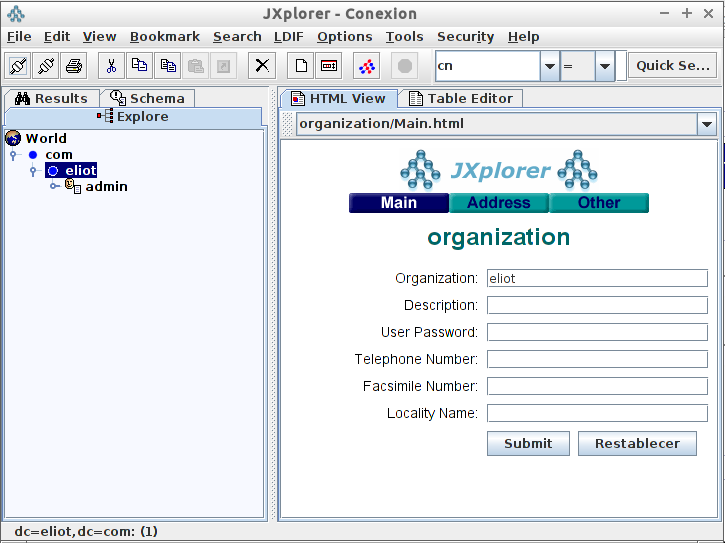 JXplorer - Conexion
File Edit View Bookmark Search LDIF Options Tools Security Help
cn = Quick Se...
Results Schema
Explore
World
com
eliot
admin
HTML View Table Editor
organization/Main.html
JXplorer
Main Address Other
organization
Organization: eliot
Description:
User Password:
Telephone Number:
Facsimile Number:
Locality Name:
Submit Restablecer
dc=eliot,dc=com: (1)